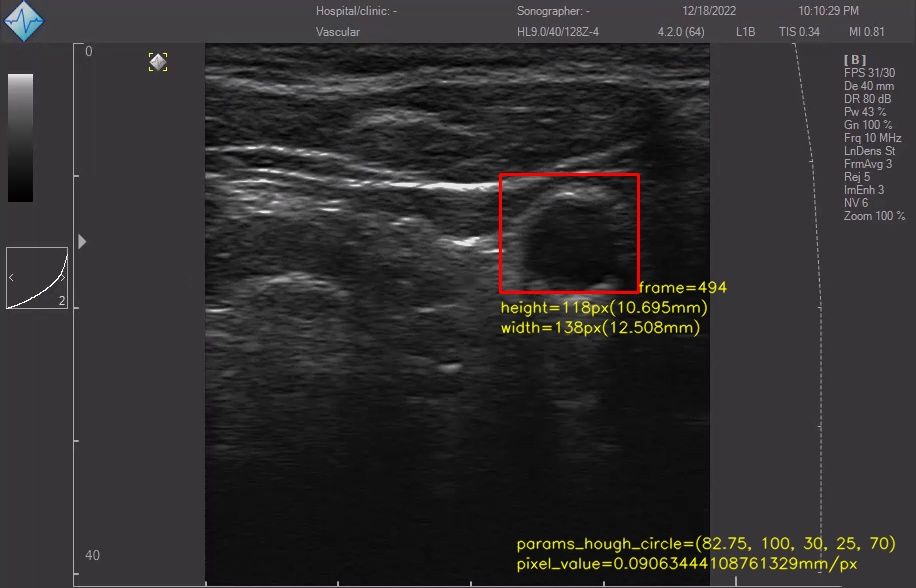 Hospital/clinic: - Sonographer: - 12/18/2022 10:10:29 PM
Vascular HL9.0/40/128Z-4 4.2.0 (64) L1B TIS 0.34 MI 0.81
0
[ B ]
FPS 31/30
De 40 mm
DR 80 dB
Pw 43 %
Gn 100 %
Frq 10 MHz
LnDens St
FrmAvg 3
Rej 5
ImEnh 3
NV 6
Zoom 100 %
2
frame=494
height=118px(10.695mm)
width=138px(12.508mm)
40
params_hough_circle=(82.75, 100, 30, 25, 70)
pixel_value=0.09063444108761329mm/px